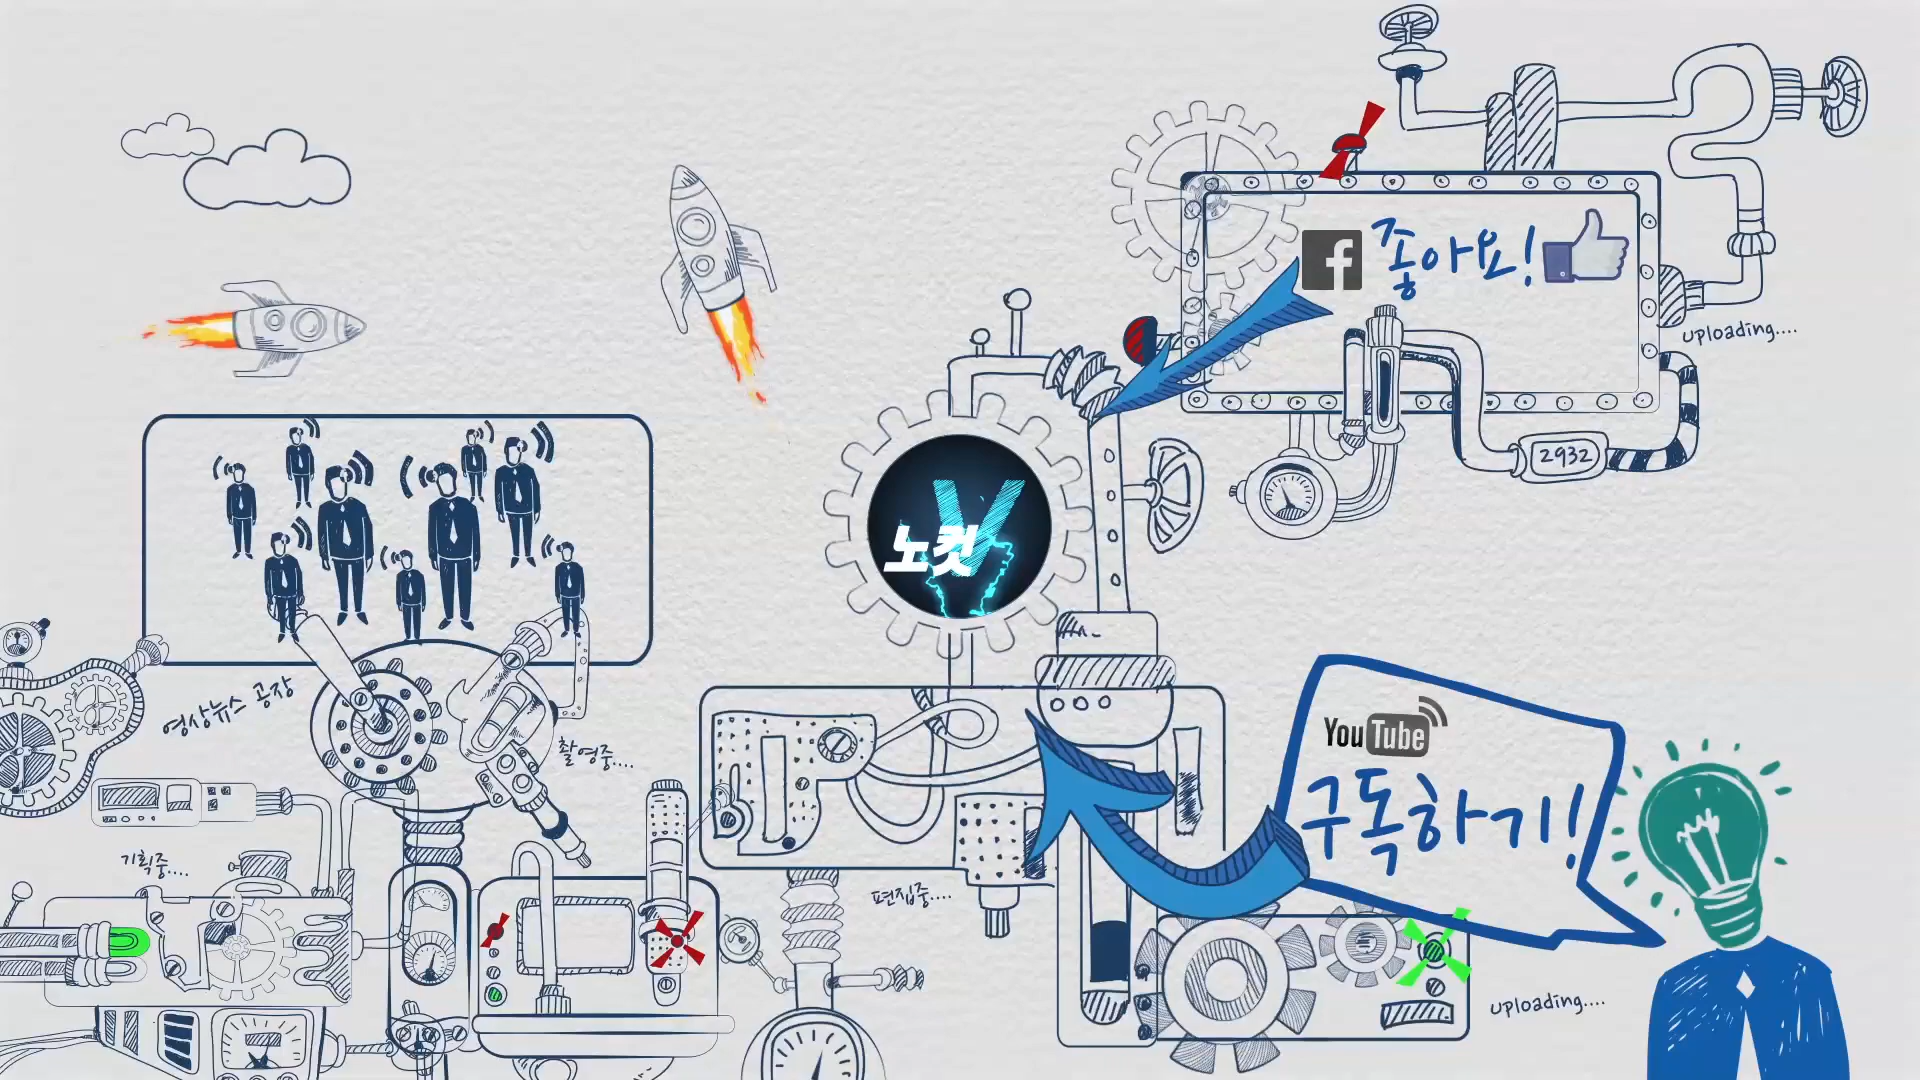 f 좋아요!
uploading....
2932
V
노컷
영상뉴스 공장
촬영중....
기획중....
편집중....
YouTube
구독하기!
uploading....